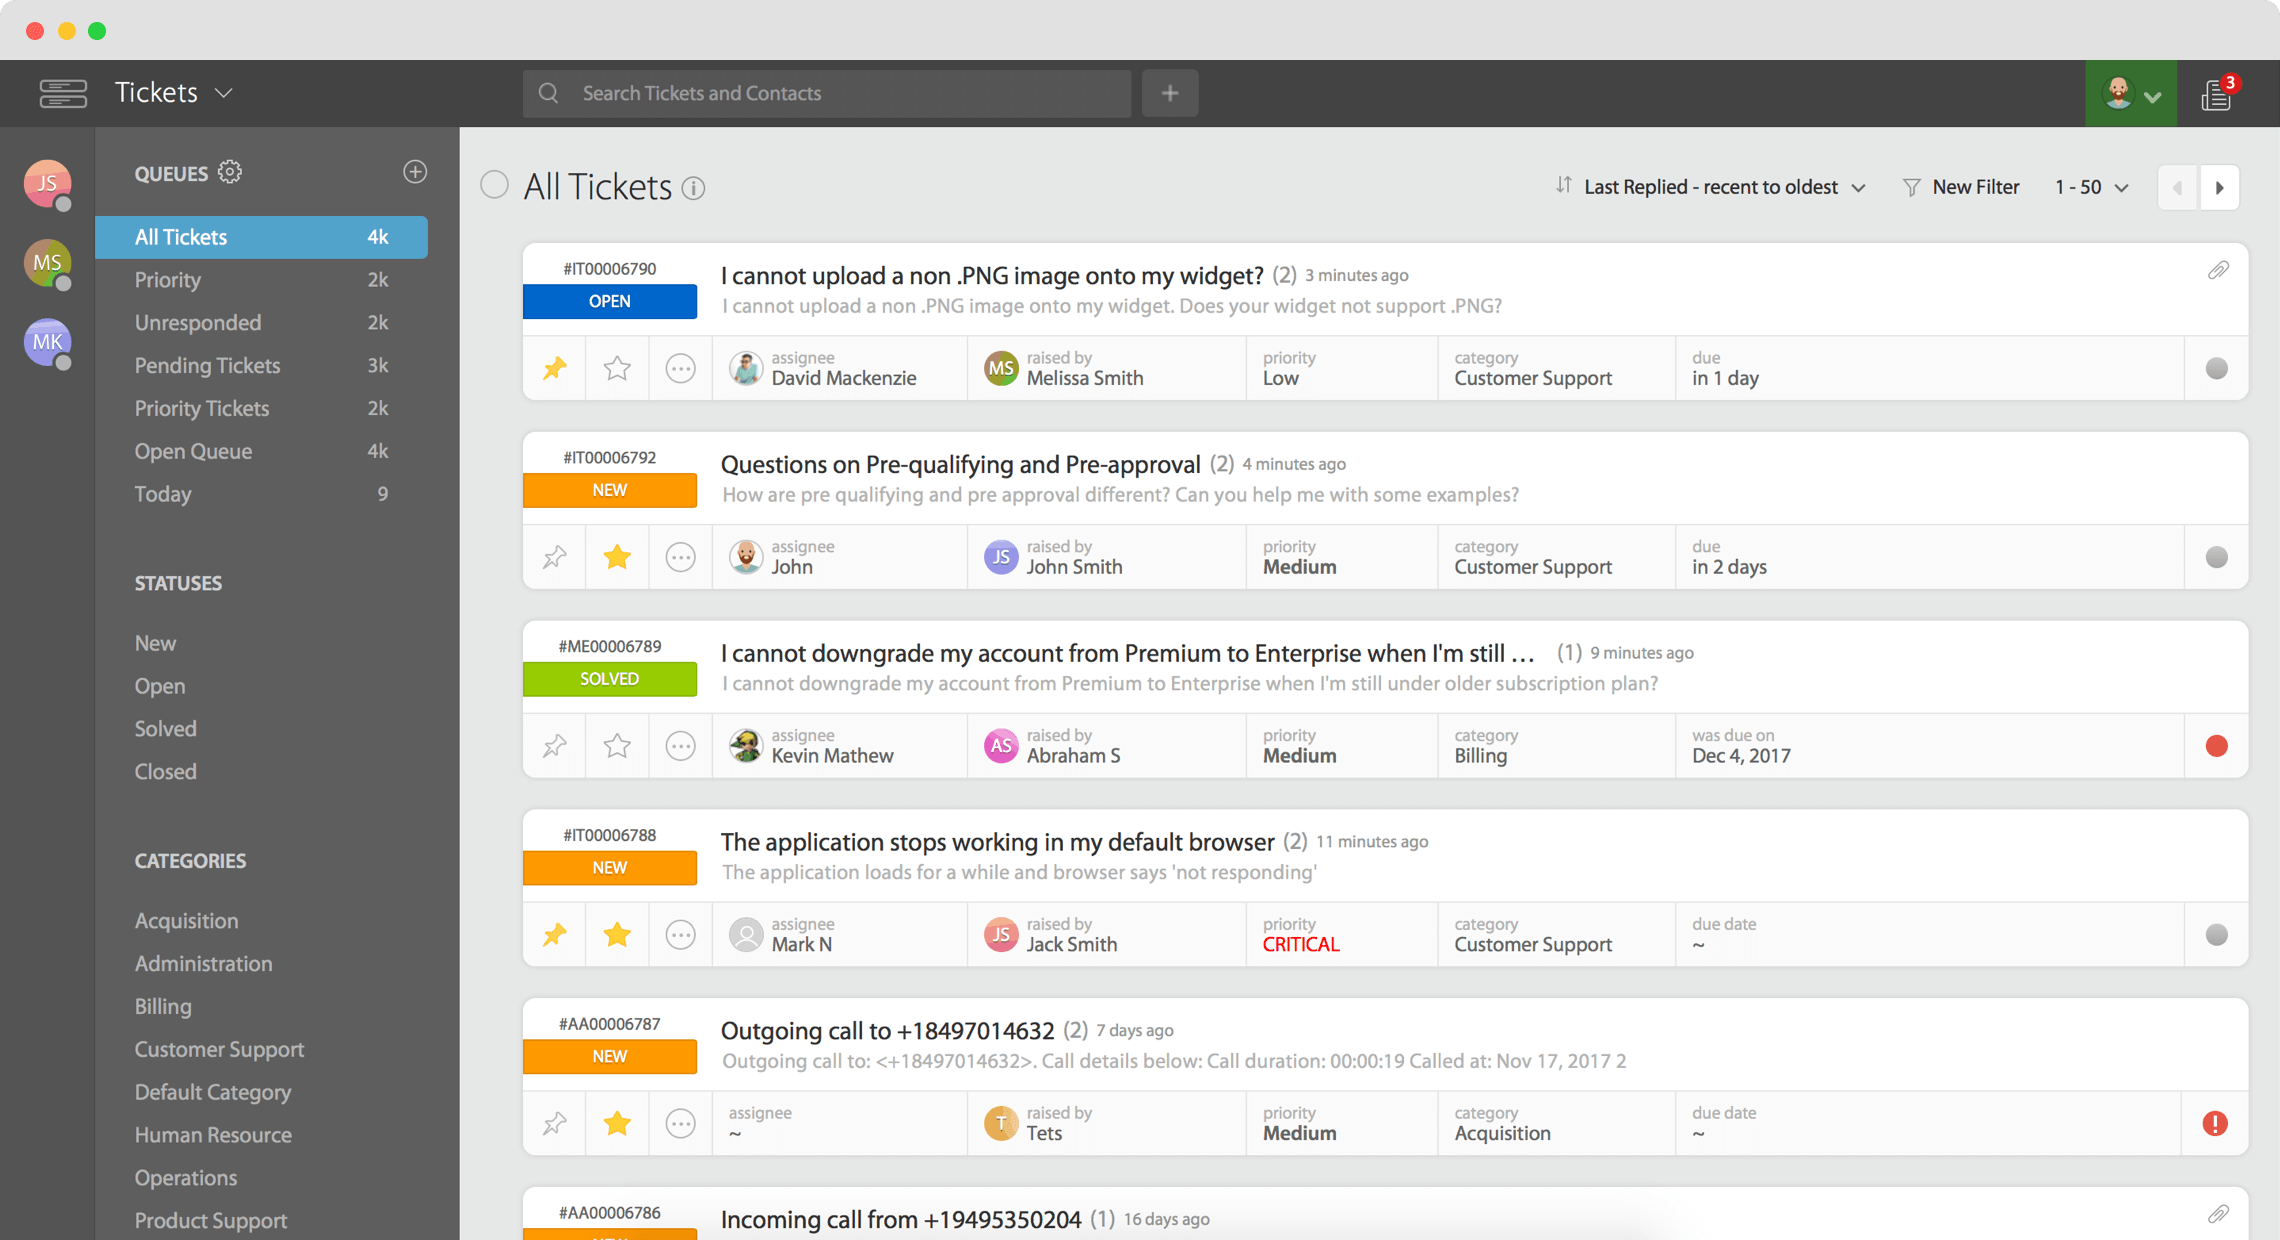 Tickets
Search Tickets and Contacts
+
3
JS
MS
MK
QUEUES
All Tickets 4k
Priority 2k
Unresponded 2k
Pending Tickets 3k
Priority Tickets 2k
Open Queue 4k
Today 9
STATUSES
New
Open
Solved
Closed
CATEGORIES
Acquisition
Administration
Billing
Customer Support
Default Category
Human Resource
Operations
Product Support
All Tickets
Last Replied - recent to oldest
New Filter
1 - 50
#IT00006790
OPEN
I cannot upload a non .PNG image onto my widget? (2) 3 minutes ago
I cannot upload a non .PNG image onto my widget. Does your widget not support .PNG?
assignee
David Mackenzie
MS
raised by
Melissa Smith
priority
Low
category
Customer Support
due
in 1 day
#IT00006792
NEW
Questions on Pre-qualifying and Pre-approval (2) 4 minutes ago
How are pre qualifying and pre approval different? Can you help me with some examples?
assignee
John
JS
raised by
John Smith
priority
Medium
category
Customer Support
due
in 2 days
#ME00006789
SOLVED
I cannot downgrade my account from Premium to Enterprise when I'm still ... (1) 9 minutes ago
I cannot downgrade my account from Premium to Enterprise when I'm still under older subscription plan?
assignee
Kevin Mathew
AS
raised by
Abraham S
priority
Medium
category
Billing
was due on
Dec 4, 2017
#IT00006788
NEW
The application stops working in my default browser (2) 11 minutes ago
The application loads for a while and browser says 'not responding'
assignee
Mark N
JS
raised by
Jack Smith
priority
CRITICAL
category
Customer Support
due date
~
#AA00006787
NEW
Outgoing call to +18497014632 (2) 7 days ago
Outgoing call to: <+18497014632>. Call details below: Call duration: 00:00:19 Called at: Nov 17, 2017 2
assignee
~
T
raised by
Tets
priority
Medium
category
Acquisition
due date
~
#AA00006786
NEW
Incoming call from +19495350204 (1) 16 days ago